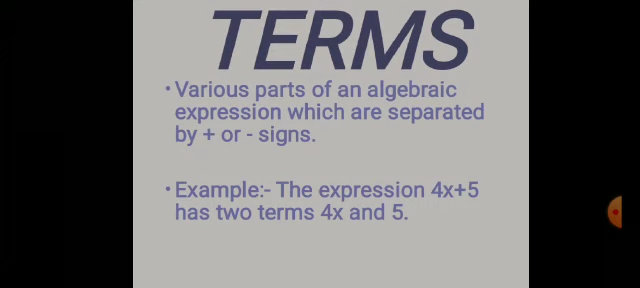 TERMS
• Various parts of an algebraic
expression which are separated
by + or - signs.
• Example:- The expression 4x+5
has two terms 4x and 5.